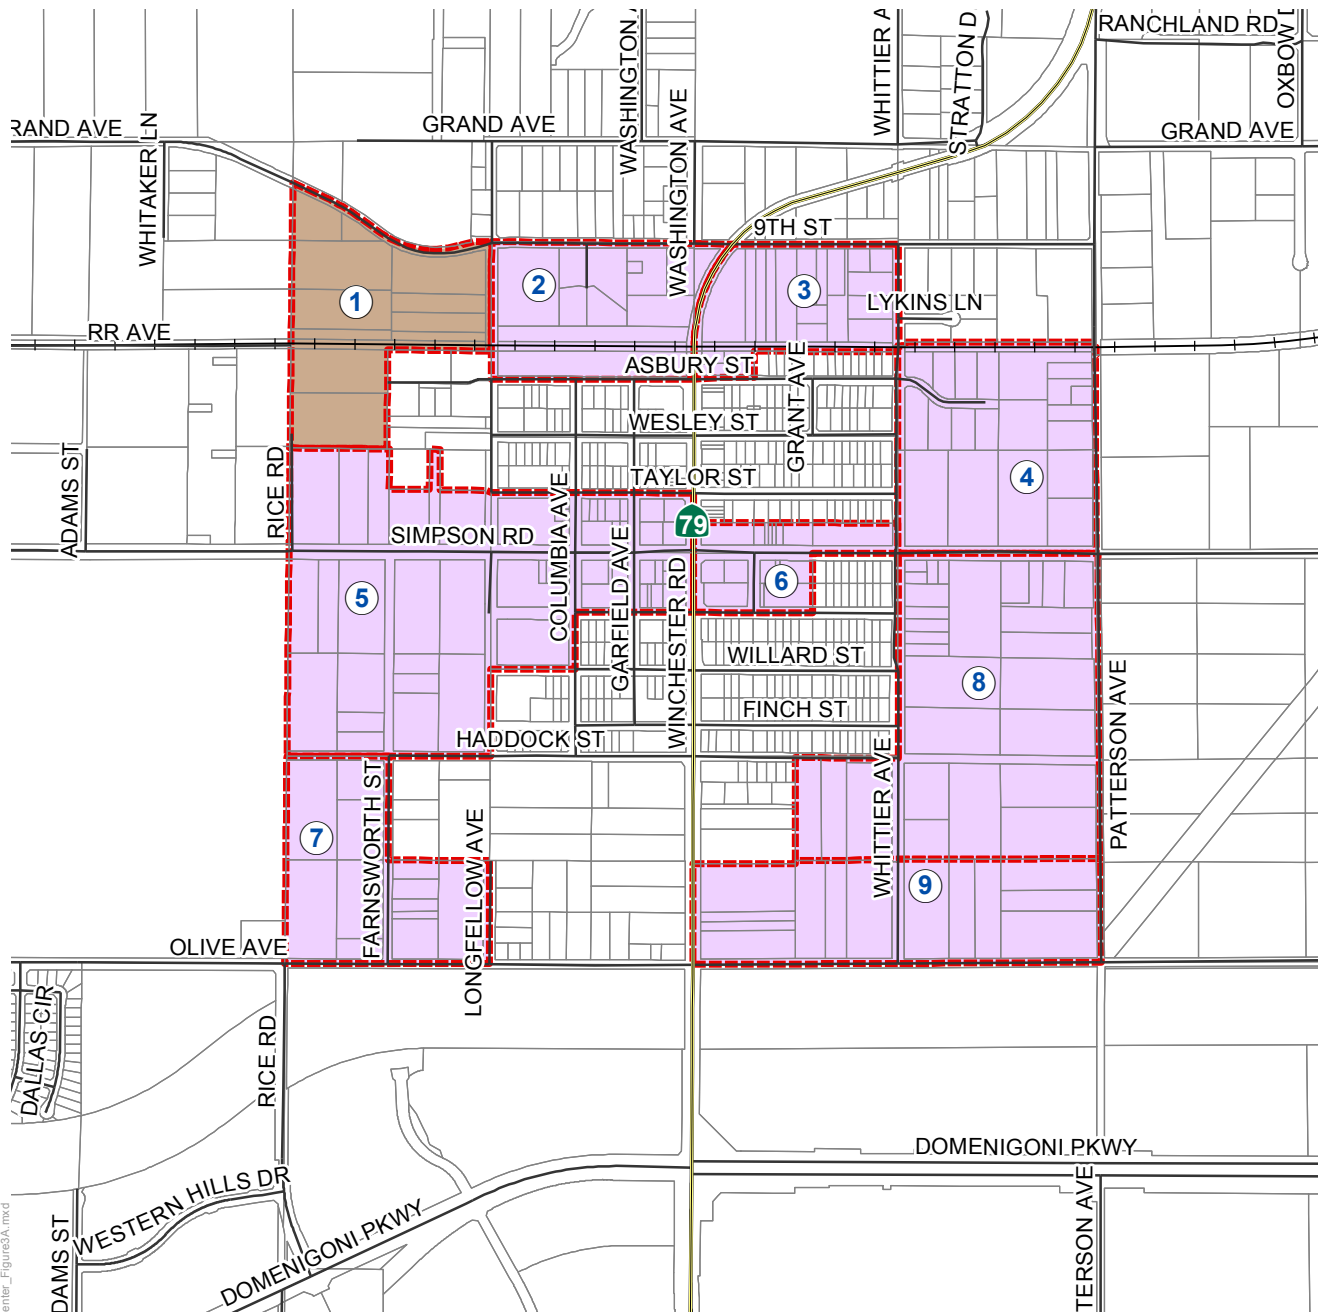 RANCHLAND RD
WASHINGTON A
WHITTIER A
STRATTON D
OXBOW D
RAND AVE
GRAND AVE
GRAND AVE
WHITAKER LN
WASHINGTON AVE
9TH ST
2
3
1
LYKINS LN
RR AVE
ASBURY ST
GRANT AVE
WESLEY ST
TAYLOR ST
4
ADAMS ST
RICE RD
COLUMBIA AVE
79
SIMPSON RD
GARFIELD AVE
WINCHESTER RD
6
5
WILLARD ST
8
PATTERSON AVE
FINCH ST
HADDOCK ST
WHITTIER AVE
7
FARNSWORTH ST
LONGFELLOW AVE
9
OLIVE AVE
DALLAS CIR
RICE RD
DOMENIGONI PKWY
WESTERN HILLS DR
DOMENIGONI PKWY
DAMS ST
TERSON AVE
enter_Figure3A.mxd